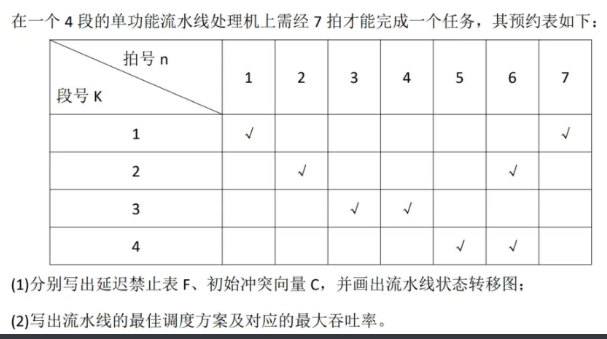 在一个 4 段的单功能流水线处理机上需经 7 拍才能完成一个任务，其预约表如下：
拍号 n
段号 K
1 2 3 4 5 6 7
1 √ √
2 √ √
3 √ √
4 √ √
(1)分别写出延迟禁止表 F、初始冲突向量 C，并画出流水线状态转移图；
(2)写出流水线的最佳调度方案及对应的最大吞吐率。